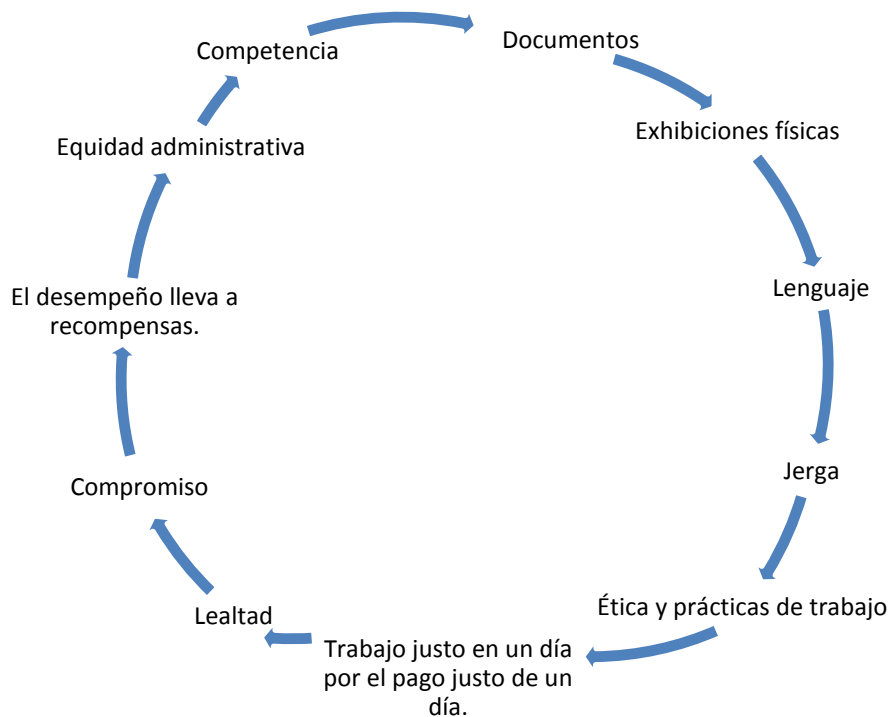 Documentos
Exhibiciones físicas
Lenguaje
Jerga
Ética y prácticas de trabajo
Trabajo justo en un día
por el pago justo de un
día.
Lealtad
Compromiso
El desempeño lleva a
recompensas.
Equidad administrativa
Competencia